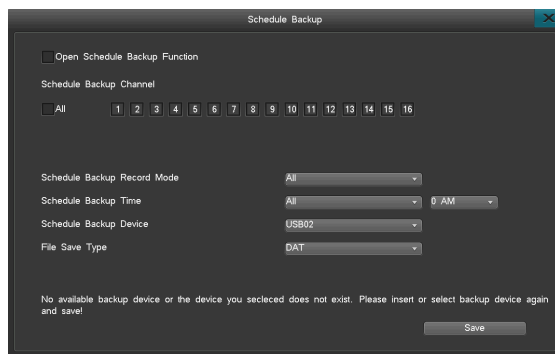 Schedule Backup
Open Schedule Backup Function
Schedule Backup Channel
All 1 2 3 4 5 6 7 8 9 10 11 12 13 14 15 16
Schedule Backup Record Mode All
Schedule Backup Time All 0 AM
Schedule Backup Device USB02
File Save Type DAT
No available backup device or the device you secleced does not exist. Please insert or select backup device again
and save!
Save